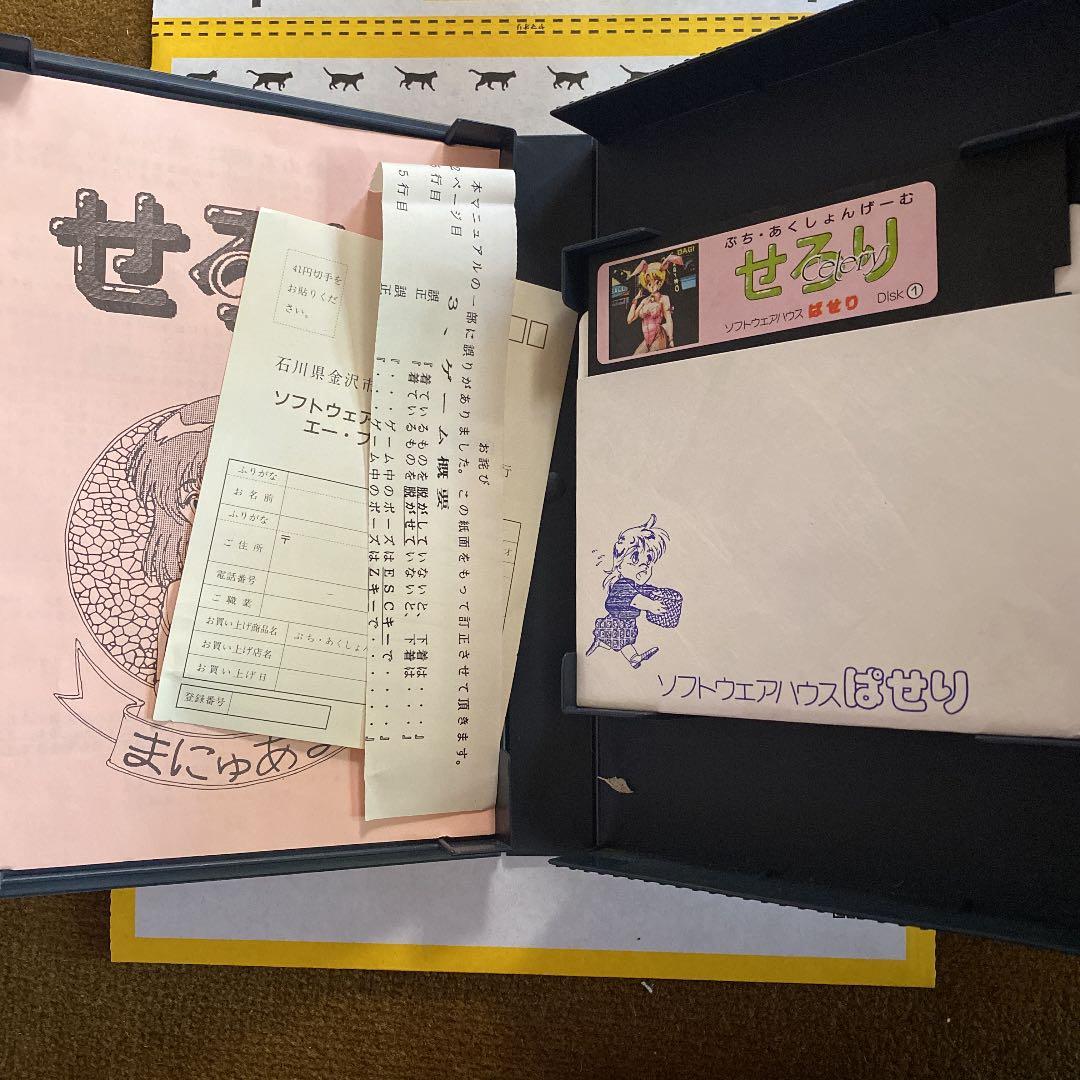 せる
まにゅある
41円切手を
お貼りくだ
さい。
石川県金沢市
ソフトウェア
エー・フ
行
ふりがな
お名前
ふりがな
ご住所
〒
電話番号
ご職業
お買い上げ商品名
ぷち・あくしょん
お買い上げ店名
お買い上げ日
登録番号
お詫び
本マニュアルの一部に誤りがありました。この紙面をもって訂正させて頂きます。
3、ゲーム概要
2ページ目
5行目
誤『着ているものを脱がしていないと、下着は・・・・』
正『着ているものを脱がせていないと、下着は・・・・』
5行目
誤『・・・・ゲーム中のポーズはESCキーで・・・・』
正『・・・・ゲーム中のポーズはZキーで・・・・』
ぷち・あくしょんげーむ
せろり
Celery
ソフトウェアハウス ぱせり
Disk ①
ソフトウェアハウスぱせり